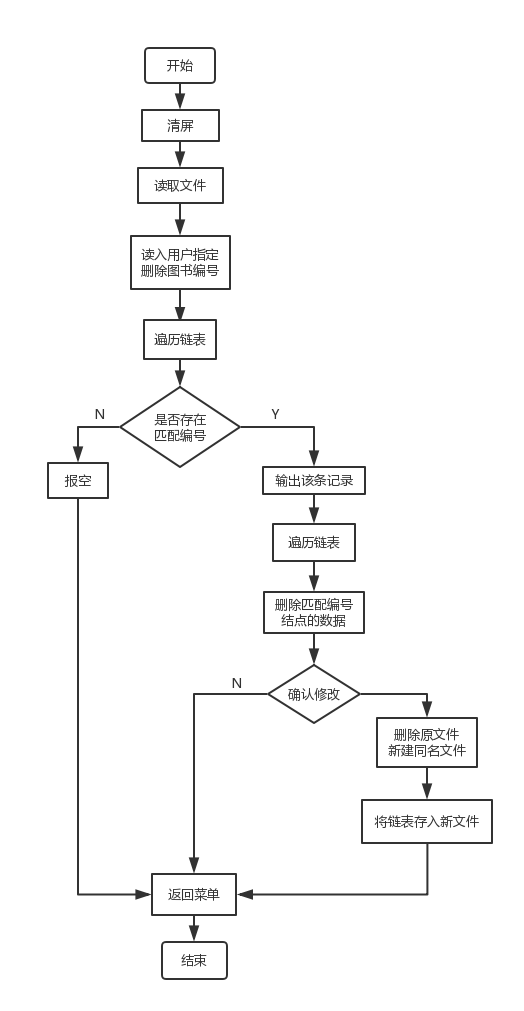 开始
清屏
读取文件
读入用户指定
删除图书编号
遍历链表
是否存在
匹配编号
N
Y
报空
输出该条记录
遍历链表
删除匹配编号
结点的数据
确认修改
N
删除原文件
新建同名文件
将链表存入新文件
返回菜单
结束